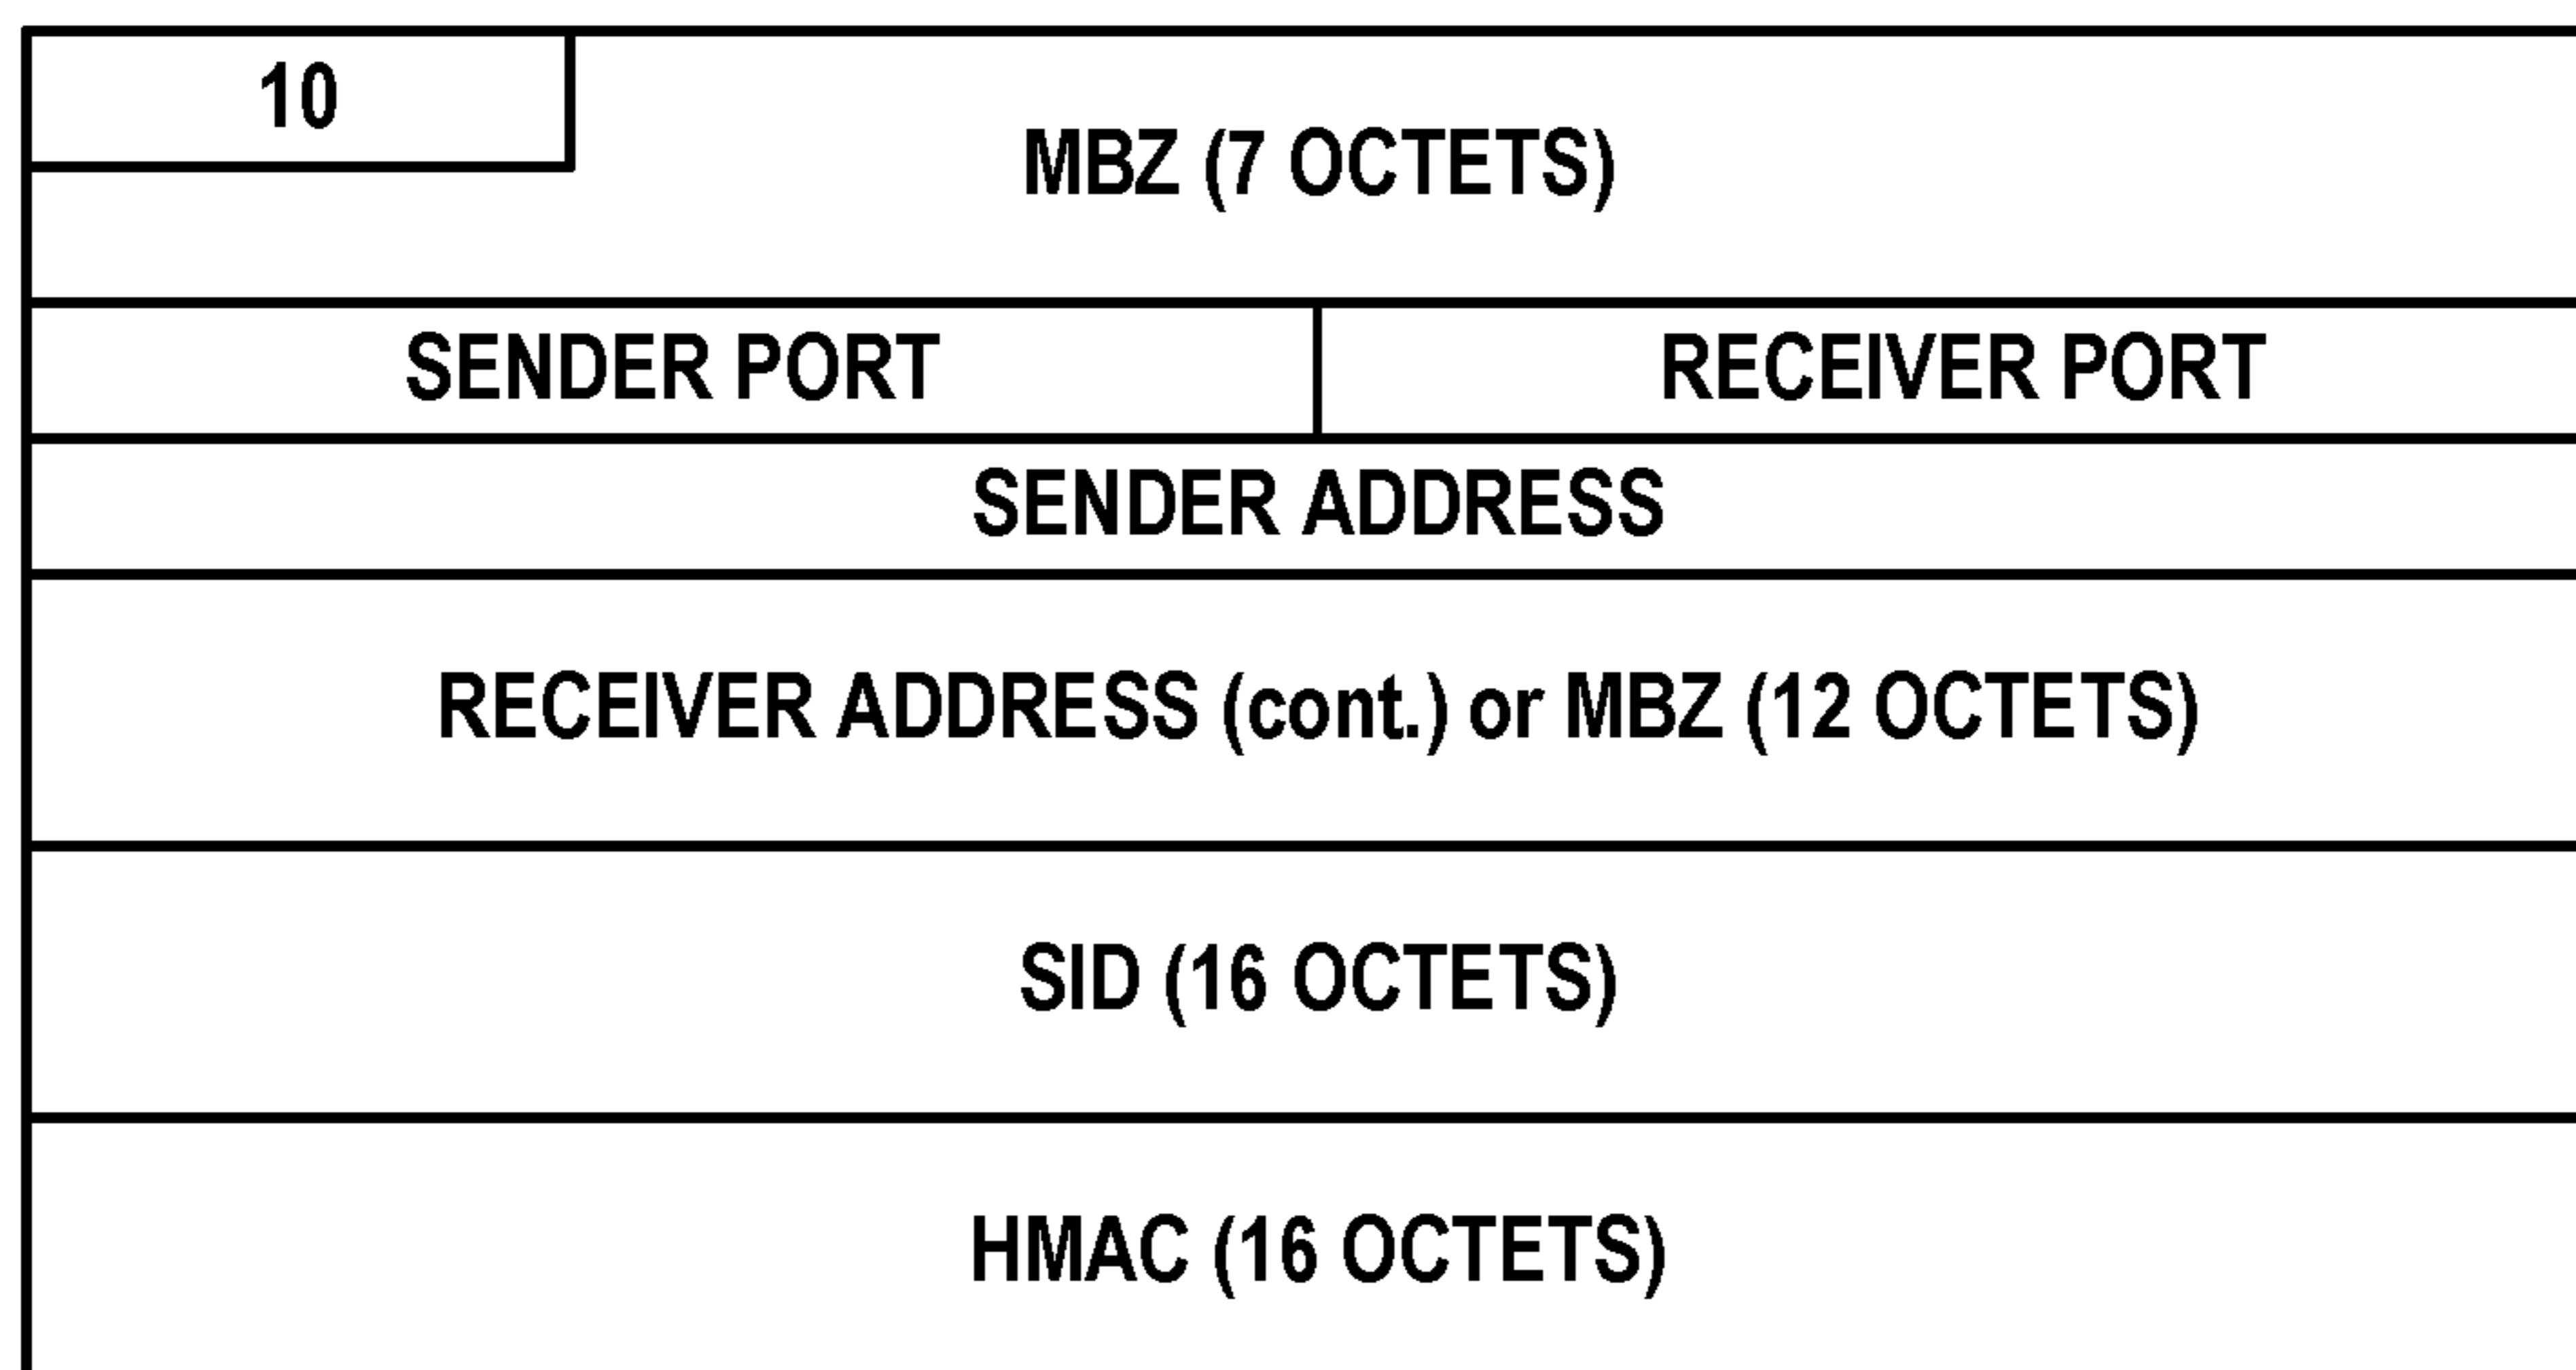 10
MBZ (7 OCTETS)
SENDER PORT RECEIVER PORT
SENDER ADDRESS
RECEIVER ADDRESS (cont.) or MBZ (12 OCTETS)
SID (16 OCTETS)
HMAC (16 OCTETS)